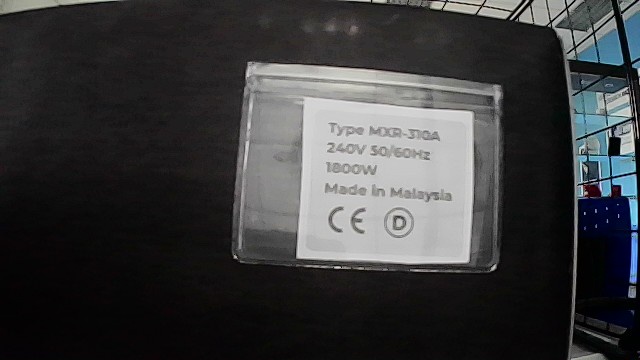 Type MXR-310A
240V 50/60Hz
1800W
Made in Malaysia
CE D